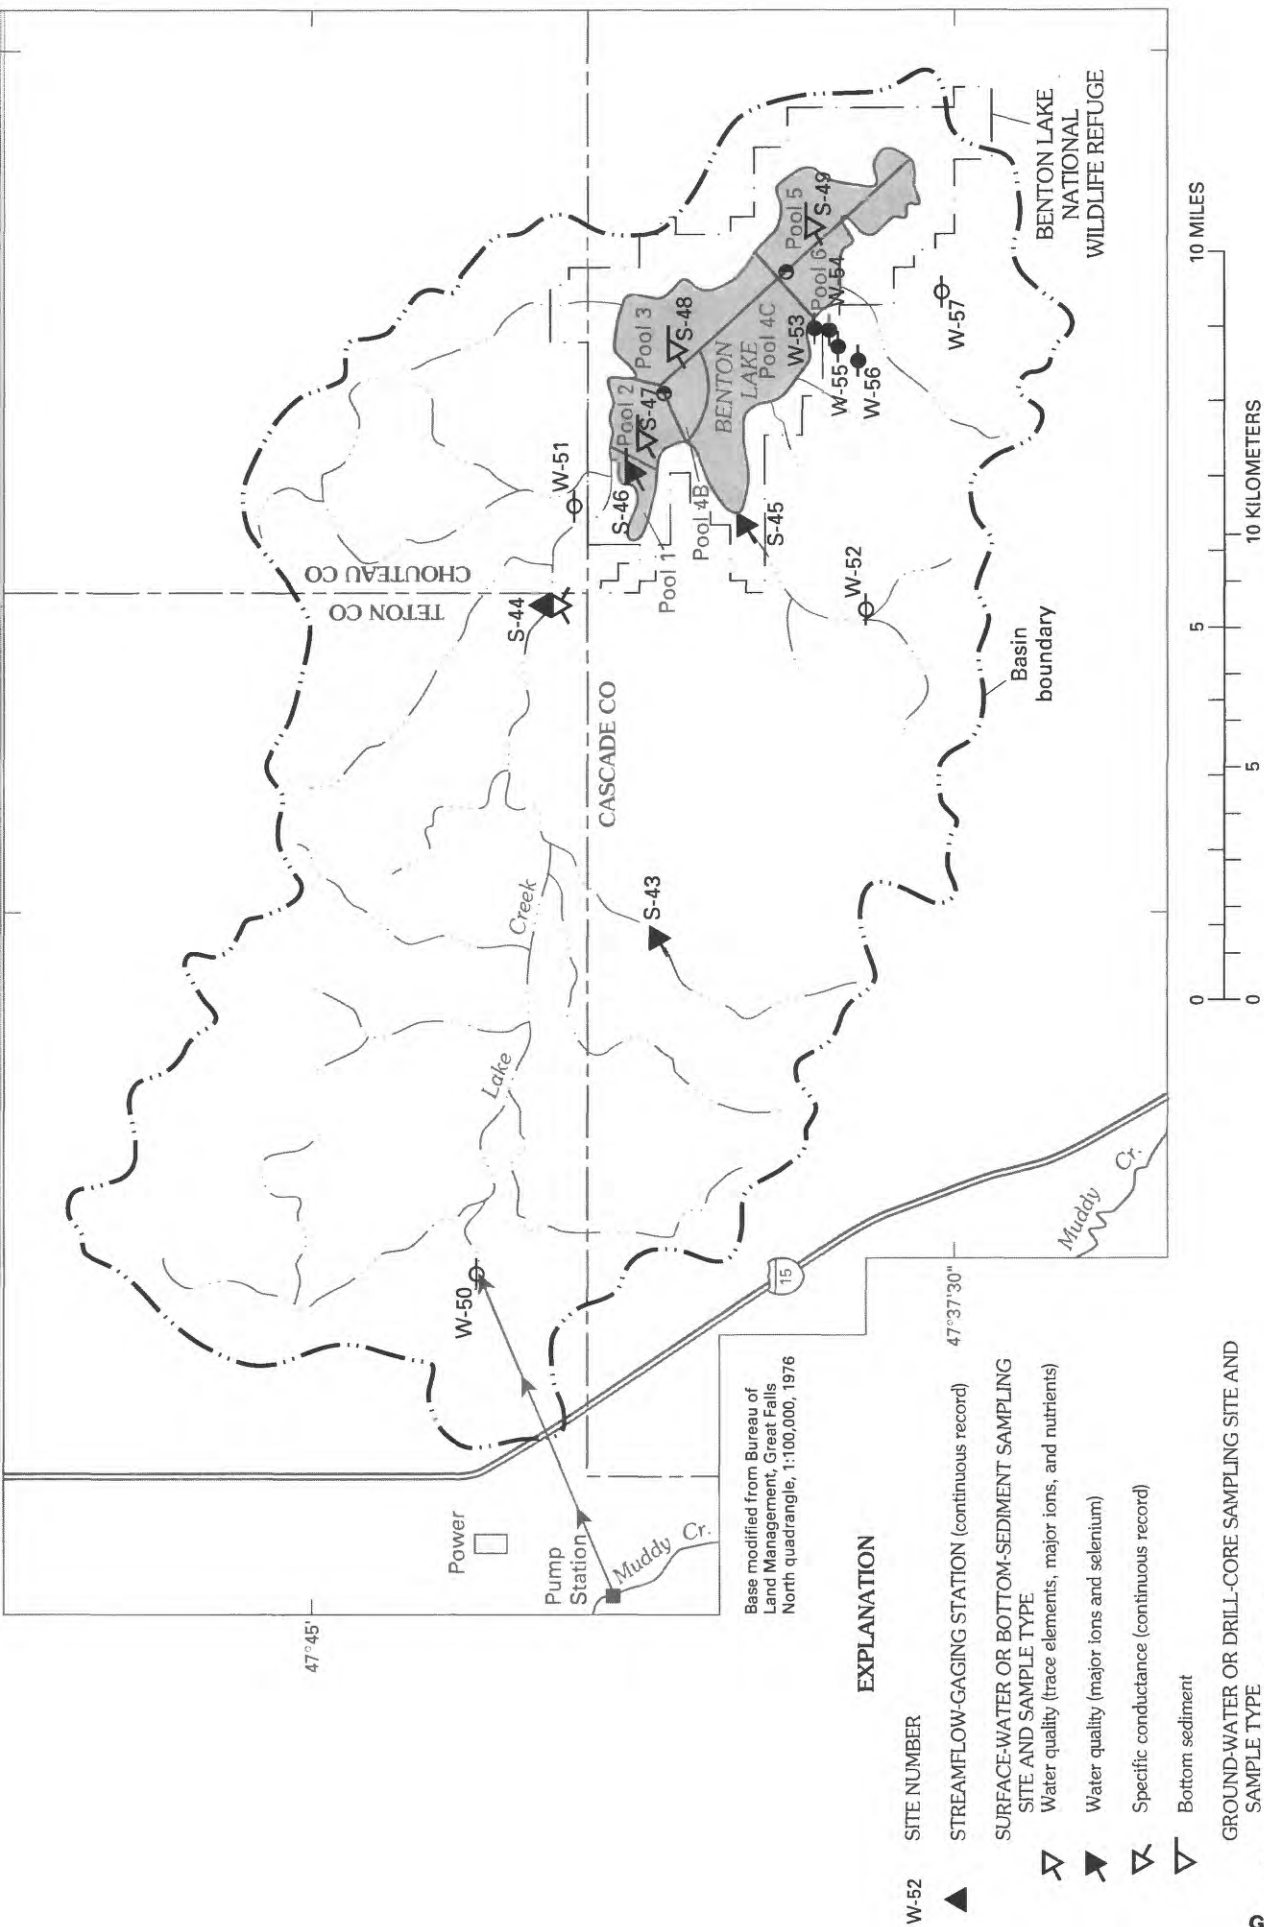 47°45'
Power
Pump
Station
Muddy Cr.
W-50
Lake
Creek
TETON CO
CHOUTEAU CO
CASCADE CO
S-44
W-51
S-43
S-46
Pool 1
Pool 2
S-47
Pool 3
S-48
Pool 4B
BENTON
LAKE
Pool 4C
Pool 5
S-49
Pool 6
S-45
W-53
W-54
W-55
W-56
W-57
W-52
BENTON LAKE
NATIONAL
WILDLIFE REFUGE
Basin
boundary
15
Muddy Cr.
47°37'30"
Base modified from Bureau of
Land Management, Great Falls
North quadrangle, 1:100,000, 1976
0 5 10 MILES
0 5 10 KILOMETERS
EXPLANATION
W-52 SITE NUMBER
STREAMFLOW-GAGING STATION (continuous record)
SURFACE-WATER OR BOTTOM-SEDIMENT SAMPLING
SITE AND SAMPLE TYPE
Water quality (trace elements, major ions, and nutrients)
Water quality (major ions and selenium)
Specific conductance (continuous record)
Bottom sediment
GROUND-WATER OR DRILL-CORE SAMPLING SITE AND
SAMPLE TYPE